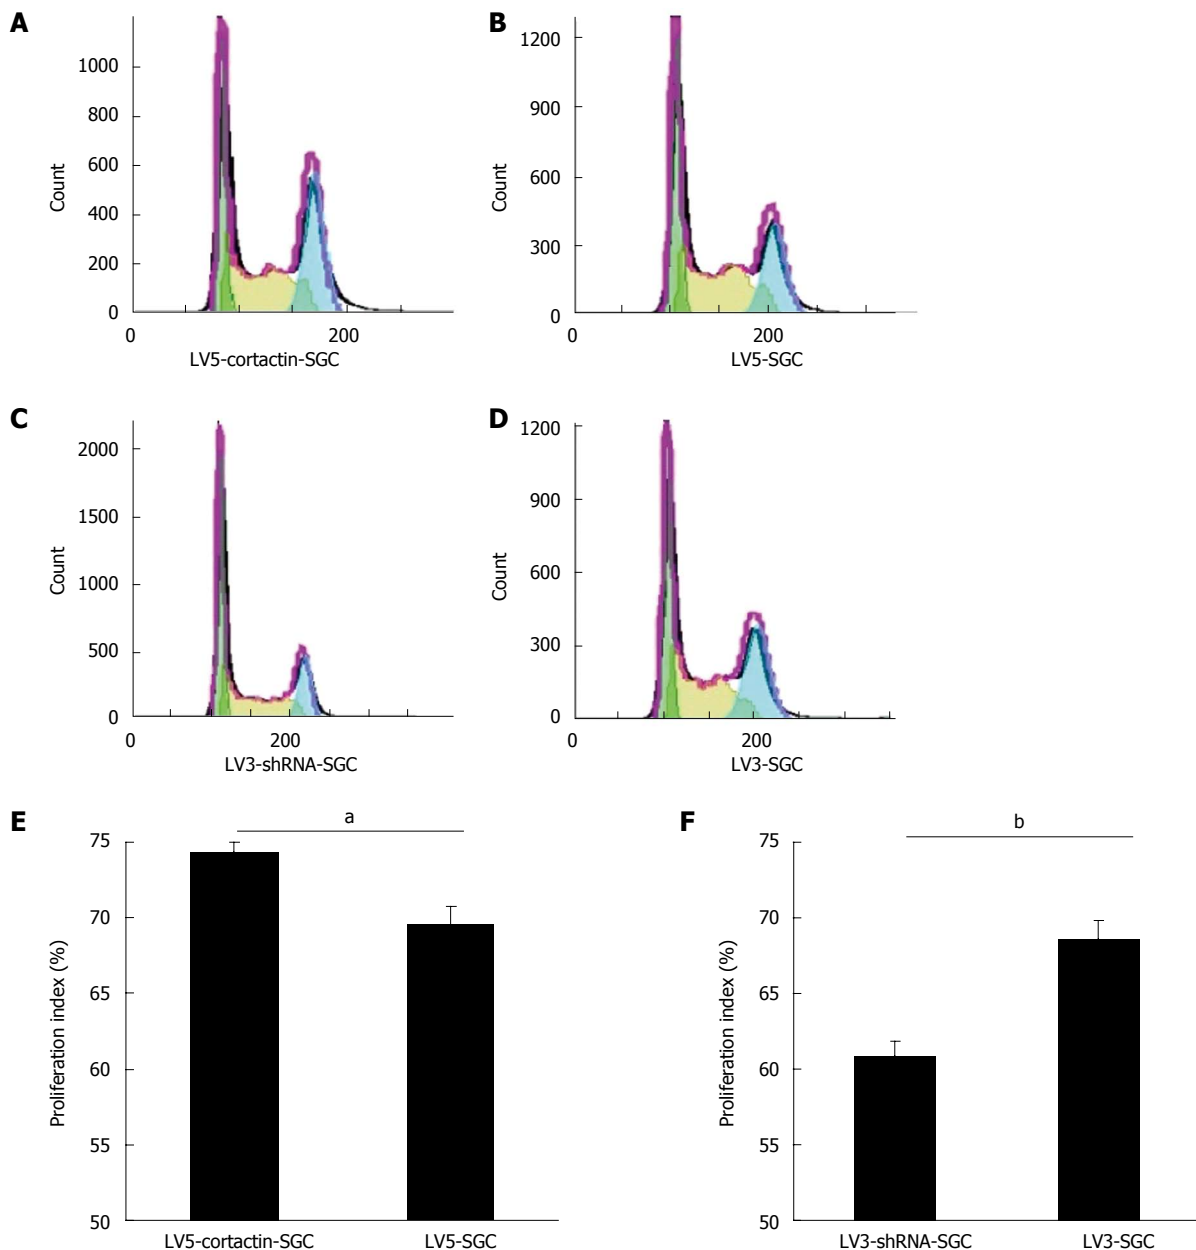 A
1000
800
600
400
200
0
Count
0 200
LV5-cortactin-SGC
B
1200
900
600
300
0
Count
0 200
LV5-SGC
C
2000
1500
1000
500
0
Count
0 200
LV3-shRNA-SGC
D
1200
900
600
300
0
Count
0 200
LV3-SGC
E
a
75
70
65
60
55
50
Proliferation index (%)
LV5-cortactin-SGC LV5-SGC
F
b
75
70
65
60
55
50
Proliferation index (%)
LV3-shRNA-SGC LV3-SGC